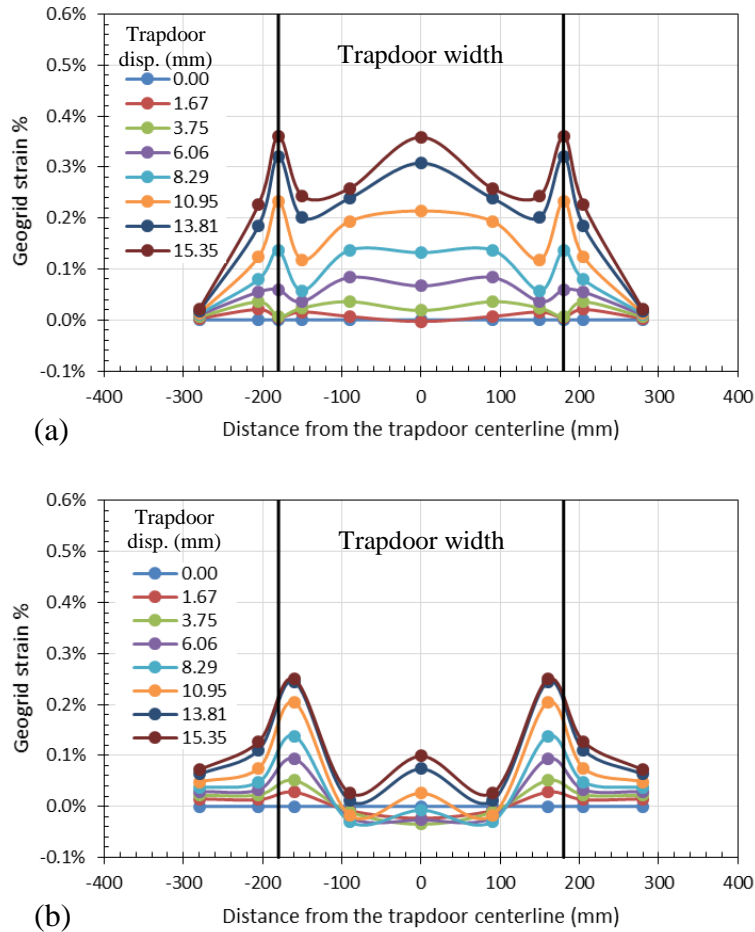 0.6%
0.5%
0.4%
0.3%
0.2%
0.1%
0.0%
-0.1%
Geogrid strain %
Trapdoor
disp. (mm)
0.00
1.67
3.75
6.06
8.29
10.95
13.81
15.35
Trapdoor width
-400 -300 -200 -100 0 100 200 300 400
Distance from the trapdoor centerline (mm)
(a)
0.6%
0.5%
0.4%
0.3%
0.2%
0.1%
0.0%
-0.1%
Geogrid strain %
Trapdoor
disp. (mm)
0.00
1.67
3.75
6.06
8.29
10.95
13.81
15.35
Trapdoor width
-400 -300 -200 -100 0 100 200 300 400
Distance from the trapdoor centerline (mm)
(b)